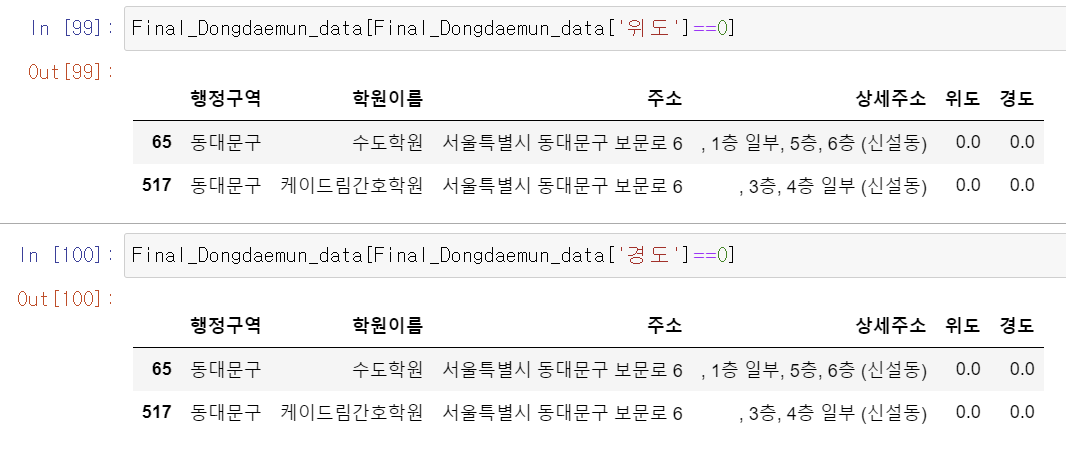 In [99]: Final_Dongdaemun_data[Final_Dongdaemun_data['위도']==0]
Out[99]:
행정구역 학원이름 주소 상세주소 위도 경도
65 동대문구 수도학원 서울특별시 동대문구 보문로 6 , 1층 일부, 5층, 6층 (신설동) 0.0 0.0
517 동대문구 케이드림간호학원 서울특별시 동대문구 보문로 6 , 3층, 4층 일부 (신설동) 0.0 0.0
In [100]: Final_Dongdaemun_data[Final_Dongdaemun_data['경도']==0]
Out[100]:
행정구역 학원이름 주소 상세주소 위도 경도
65 동대문구 수도학원 서울특별시 동대문구 보문로 6 , 1층 일부, 5층, 6층 (신설동) 0.0 0.0
517 동대문구 케이드림간호학원 서울특별시 동대문구 보문로 6 , 3층, 4층 일부 (신설동) 0.0 0.0